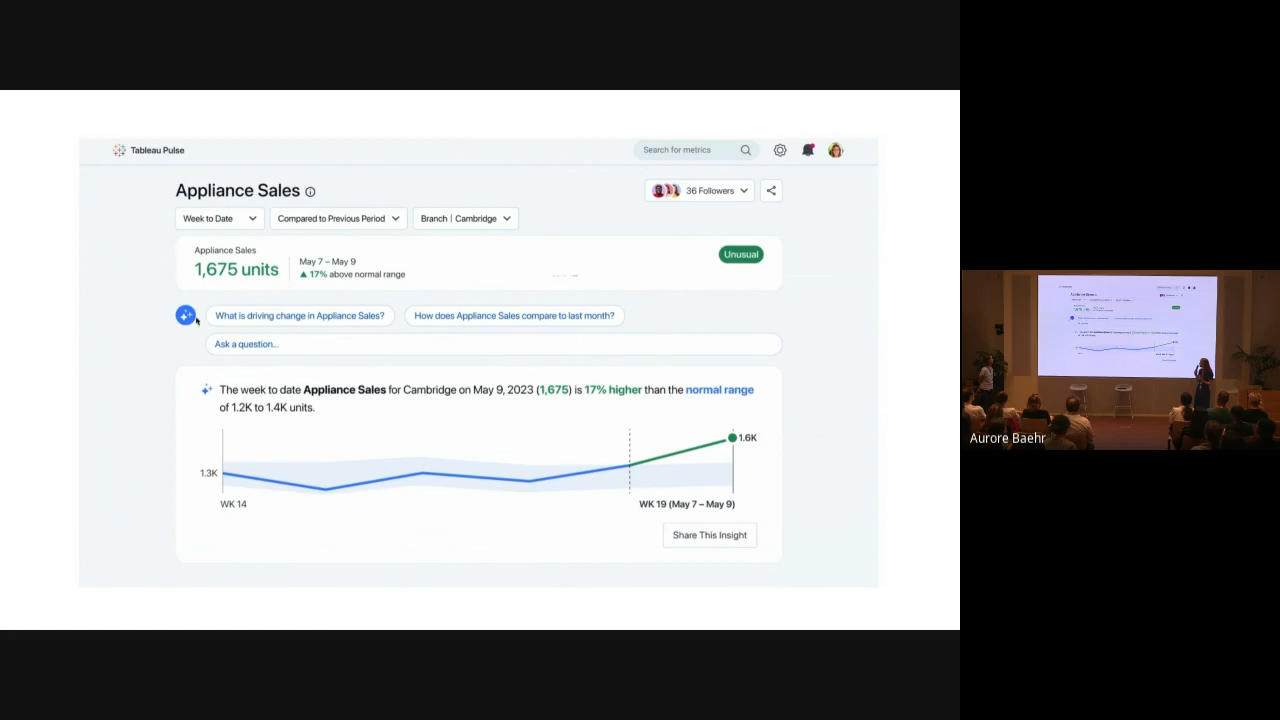 Tableau Pulse
Search for metrics
Appliance Sales
36 Followers
Week to Date
Compared to Previous Period
Branch | Cambridge
Appliance Sales
1,675 units
May 7 – May 9
▲ 17% above normal range
Unusual
What is driving change in Appliance Sales?
How does Appliance Sales compare to last month?
Ask a question...
The week to date Appliance Sales for Cambridge on May 9, 2023 (1,675) is 17% higher than the normal range
of 1.2K to 1.4K units.
1.6K
1.3K
WK 14
WK 19 (May 7 – May 9)
Share This Insight
Aurore Baehr